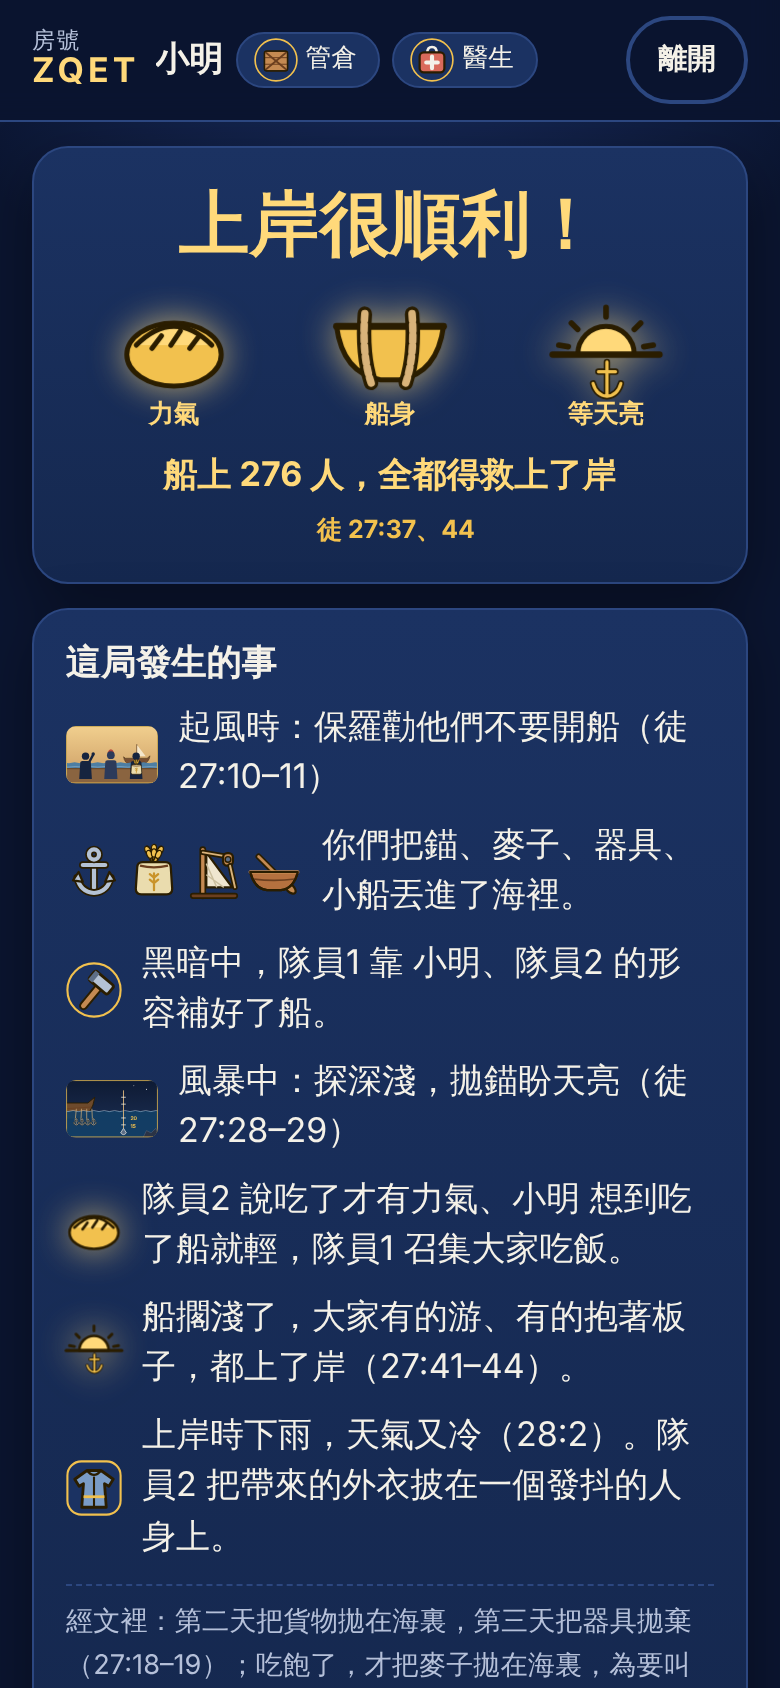 房號
ZQET 小明 管倉 醫生 離開
上岸很順利！
力氣 船身 等天亮
船上 276 人，全都得救上了岸
徒 27:37、44
這局發生的事
起風時：保羅勸他們不要開船（徒
27:10–11）
你們把錨、麥子、器具、
小船丟進了海裡。
黑暗中，隊員1 靠 小明、隊員2 的形
容補好了船。
風暴中：探深淺，拋錨盼天亮（徒
27:28–29）
隊員2 說吃了才有力氣、小明 想到吃
了船就輕，隊員1 召集大家吃飯。
船擱淺了，大家有的游、有的抱著板
子，都上了岸（27:41–44）。
上岸時下雨，天氣又冷（28:2）。隊
員2 把帶來的外衣披在一個發抖的人
身上。
經文裡：第二天把貨物拋在海裏，第三天把器具拋棄
（27:18–19）；吃飽了，才把麥子拋在海裏，為要叫